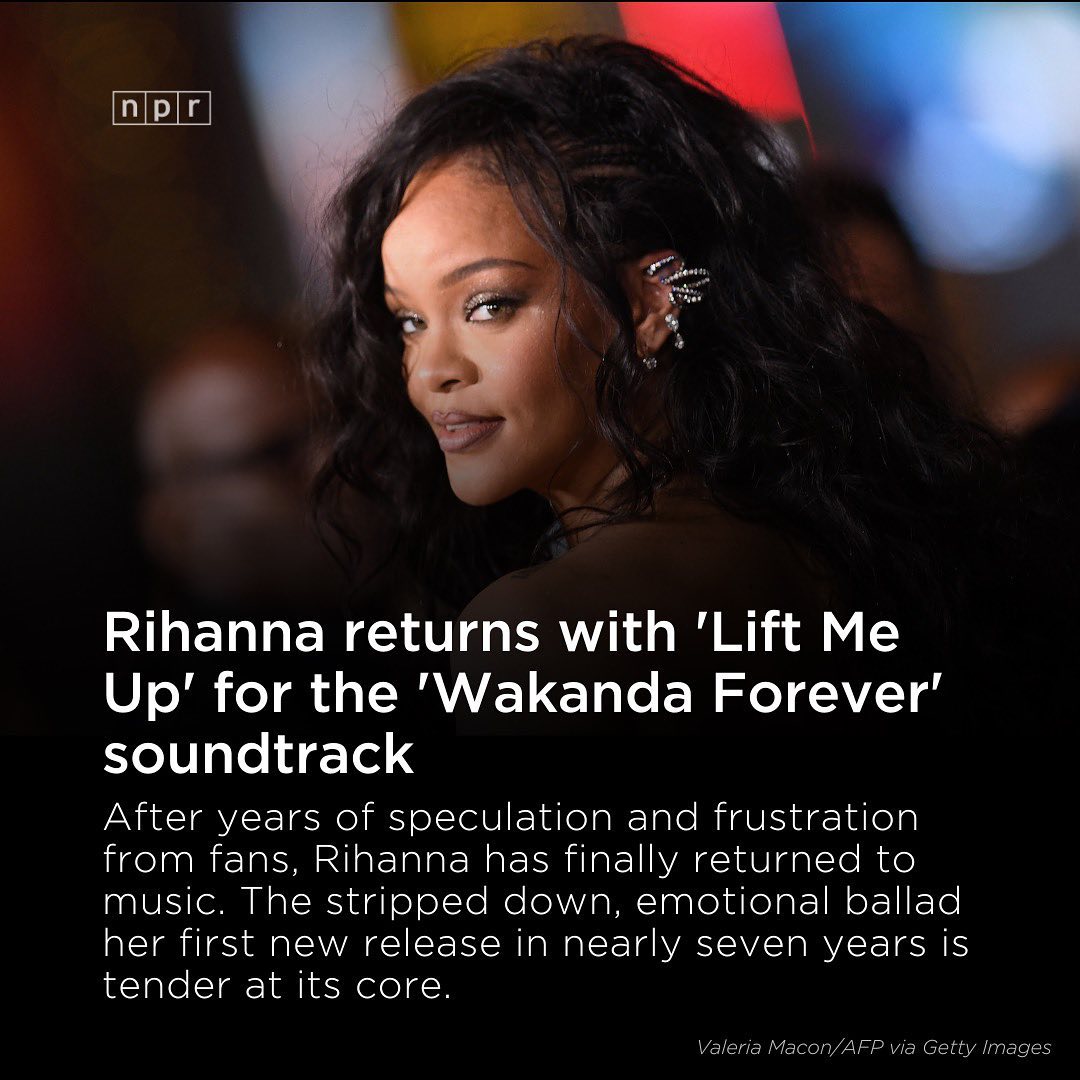 npr
Rihanna returns with 'Lift Me
Up' for the 'Wakanda Forever'
soundtrack
After years of speculation and frustration
from fans, Rihanna has finally returned to
music. The stripped down, emotional ballad
her first new release in nearly seven years is
tender at its core.
Valeria Macon/AFP via Getty Images